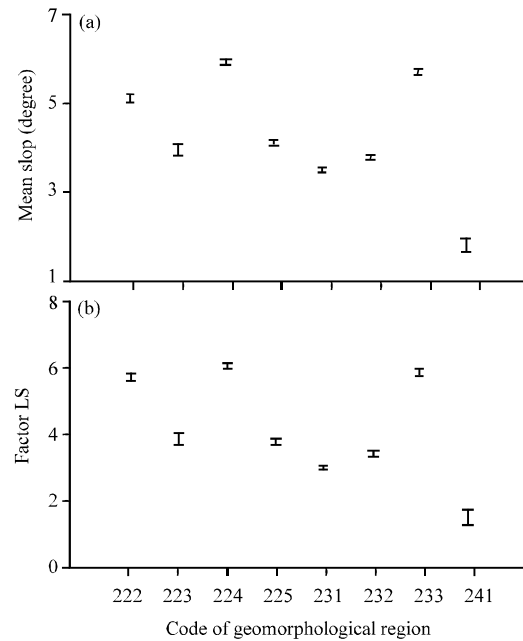 (a)
7
5
3
1
Mean slop (degree)
(b)
8
6
4
2
0
Factor LS
222 223 224 225 231 232 233 241
Code of geomorphological region